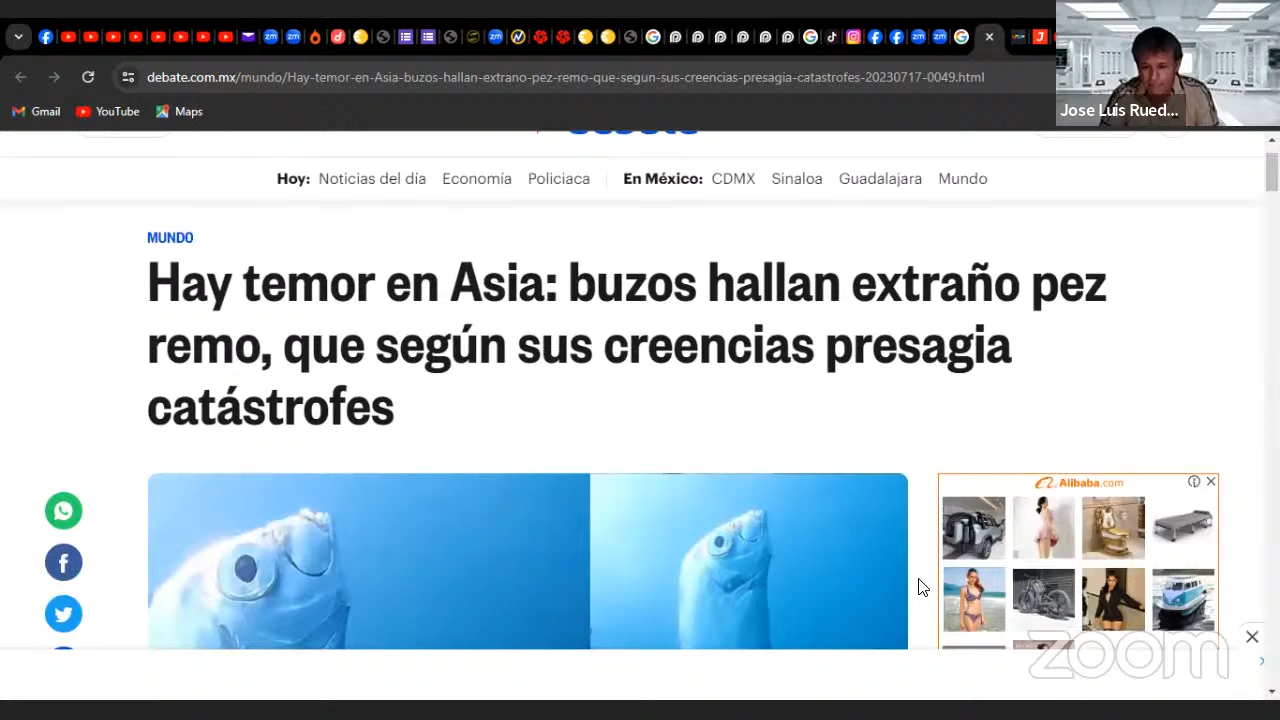 debate.com.mx/mundo/Hay-temor-en-Asia-buzos-hallan-extrano-pez-remo-que-segun-sus-creencias-presagia-catastrofes-20230717-0049.html
Gmail YouTube Maps
Jose Luis Rued...
Hoy: Noticias del día Economía Policiaca En México: CDMX Sinaloa Guadalajara Mundo
MUNDO
Hay temor en Asia: buzos hallan extraño pez
remo, que según sus creencias presagia
catástrofes
Alibaba.com
zoom